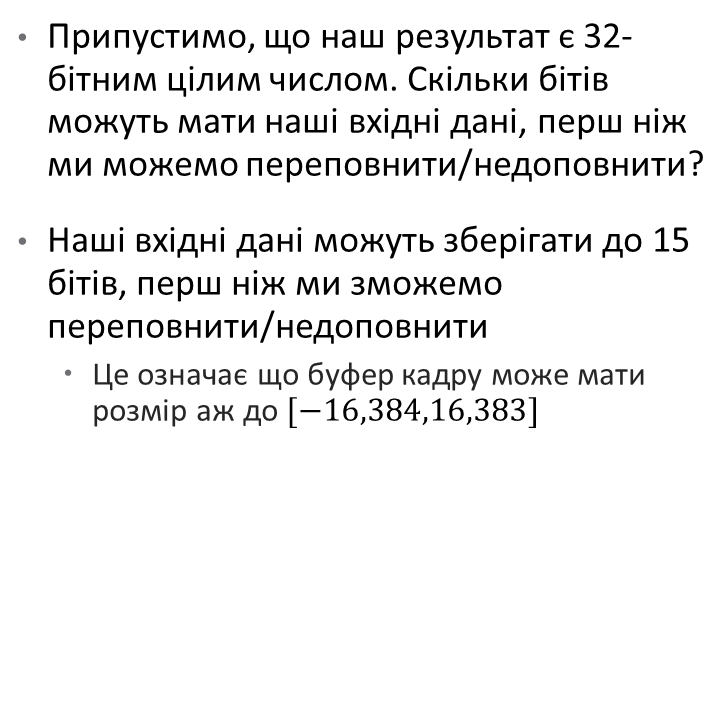 • Припустимо, що наш результат є 32-
бітним цілим числом. Скільки бітів
можуть мати наші вхідні дані, перш ніж
ми можемо переповнити/недоповнити?
• Наші вхідні дані можуть зберігати до 15
бітів, перш ніж ми зможемо
переповнити/недоповнити
• Це означає що буфер кадру може мати
розмір аж до [−16,384,16,383]